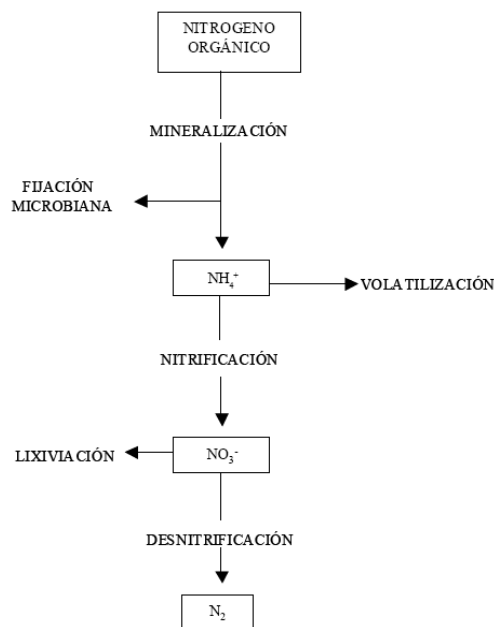 NITROGENO
ORGÁNICO
MINERALIZACIÓN
FIJACIÓN
MICROBIANA
NH₄⁺
VOLATILIZACIÓN
NITRIFICACIÓN
LIXIVIACIÓN
NO₃⁻
DESNITRIFICACIÓN
N₂